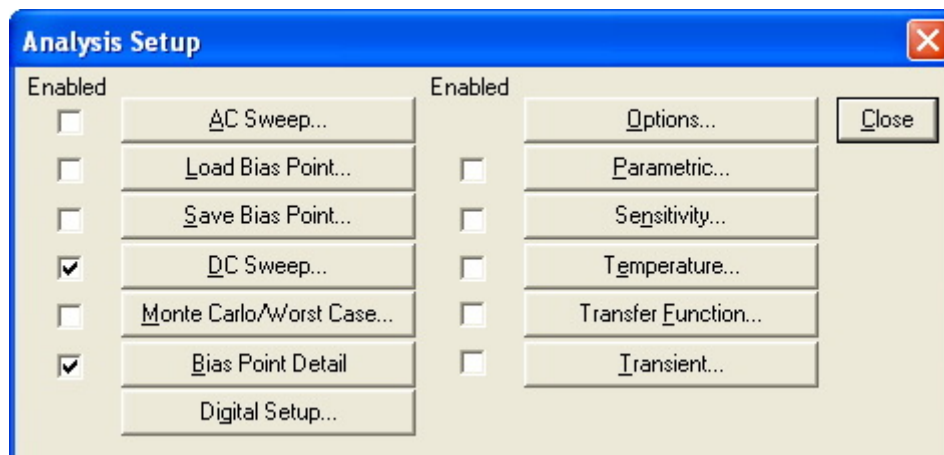 Analysis Setup
Enabled
AC Sweep...
Load Bias Point...
Save Bias Point...
DC Sweep...
Monte Carlo/Worst Case...
Bias Point Detail
Digital Setup...
Enabled
Options...
Parametric...
Sensitivity...
Temperature...
Transfer Function...
Transient...
Close